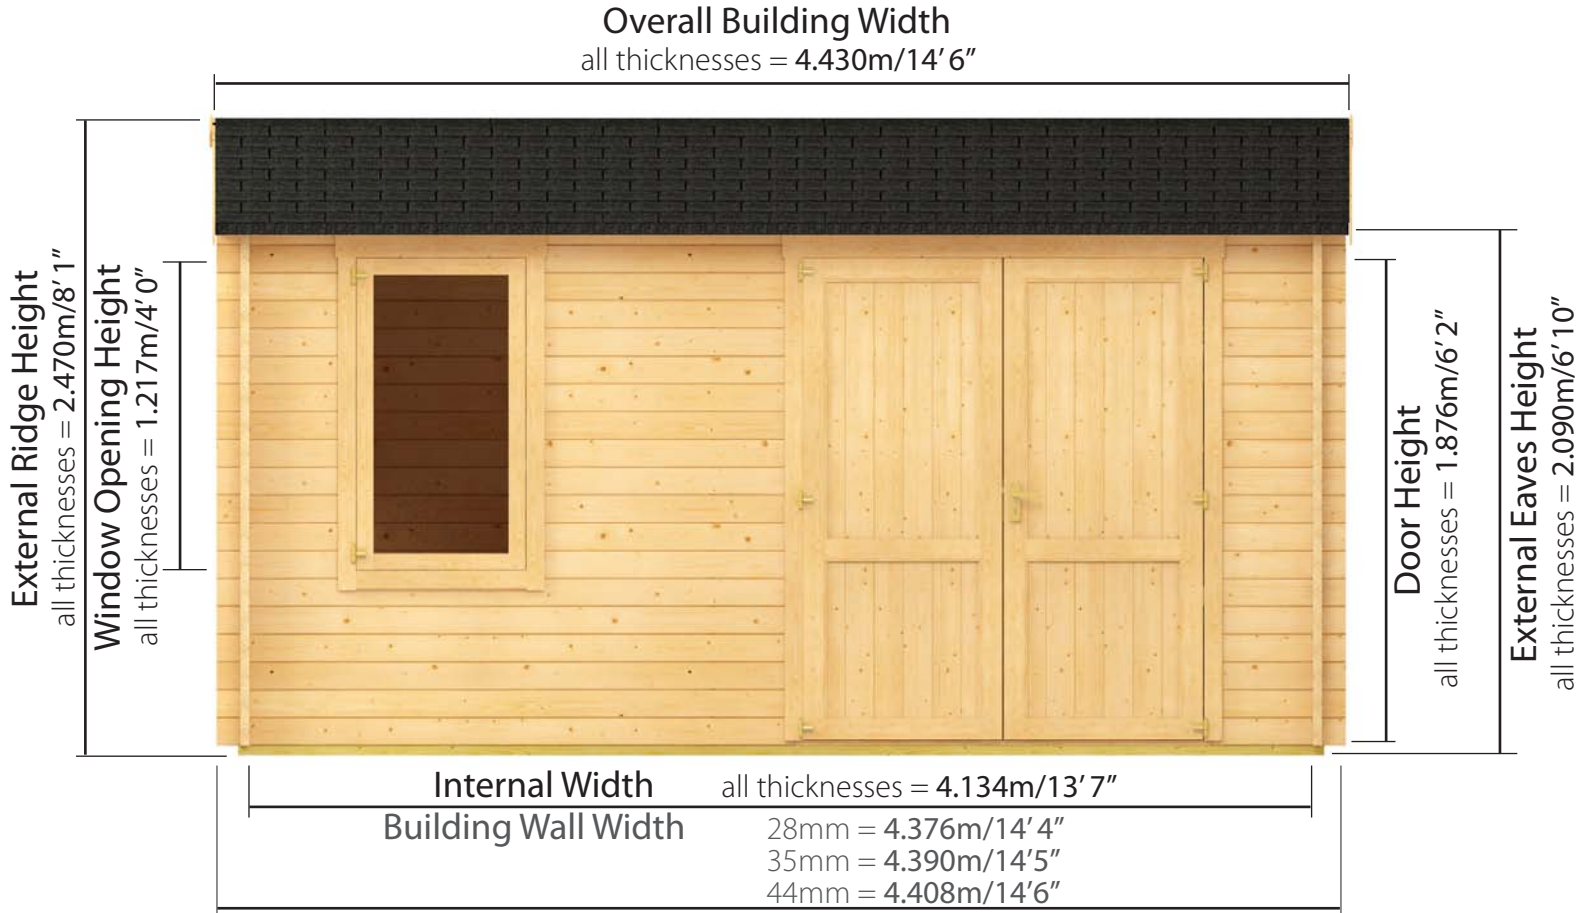 Overall Building Width
all thicknesses = 4.430m/14’ 6”
External Ridge Height
all thicknesses = 2.470m/8’ 1”
Window Opening Height
all thicknesses = 1.217m/4’ 0”
Door Height
all thicknesses = 1.876m/6’ 2”
External Eaves Height
all thicknesses = 2.090m/6’ 10”
Internal Width all thicknesses = 4.134m/13’ 7”
Building Wall Width 28mm = 4.376m/14’ 4”
35mm = 4.390m/14’5”
44mm = 4.408m/14’6”